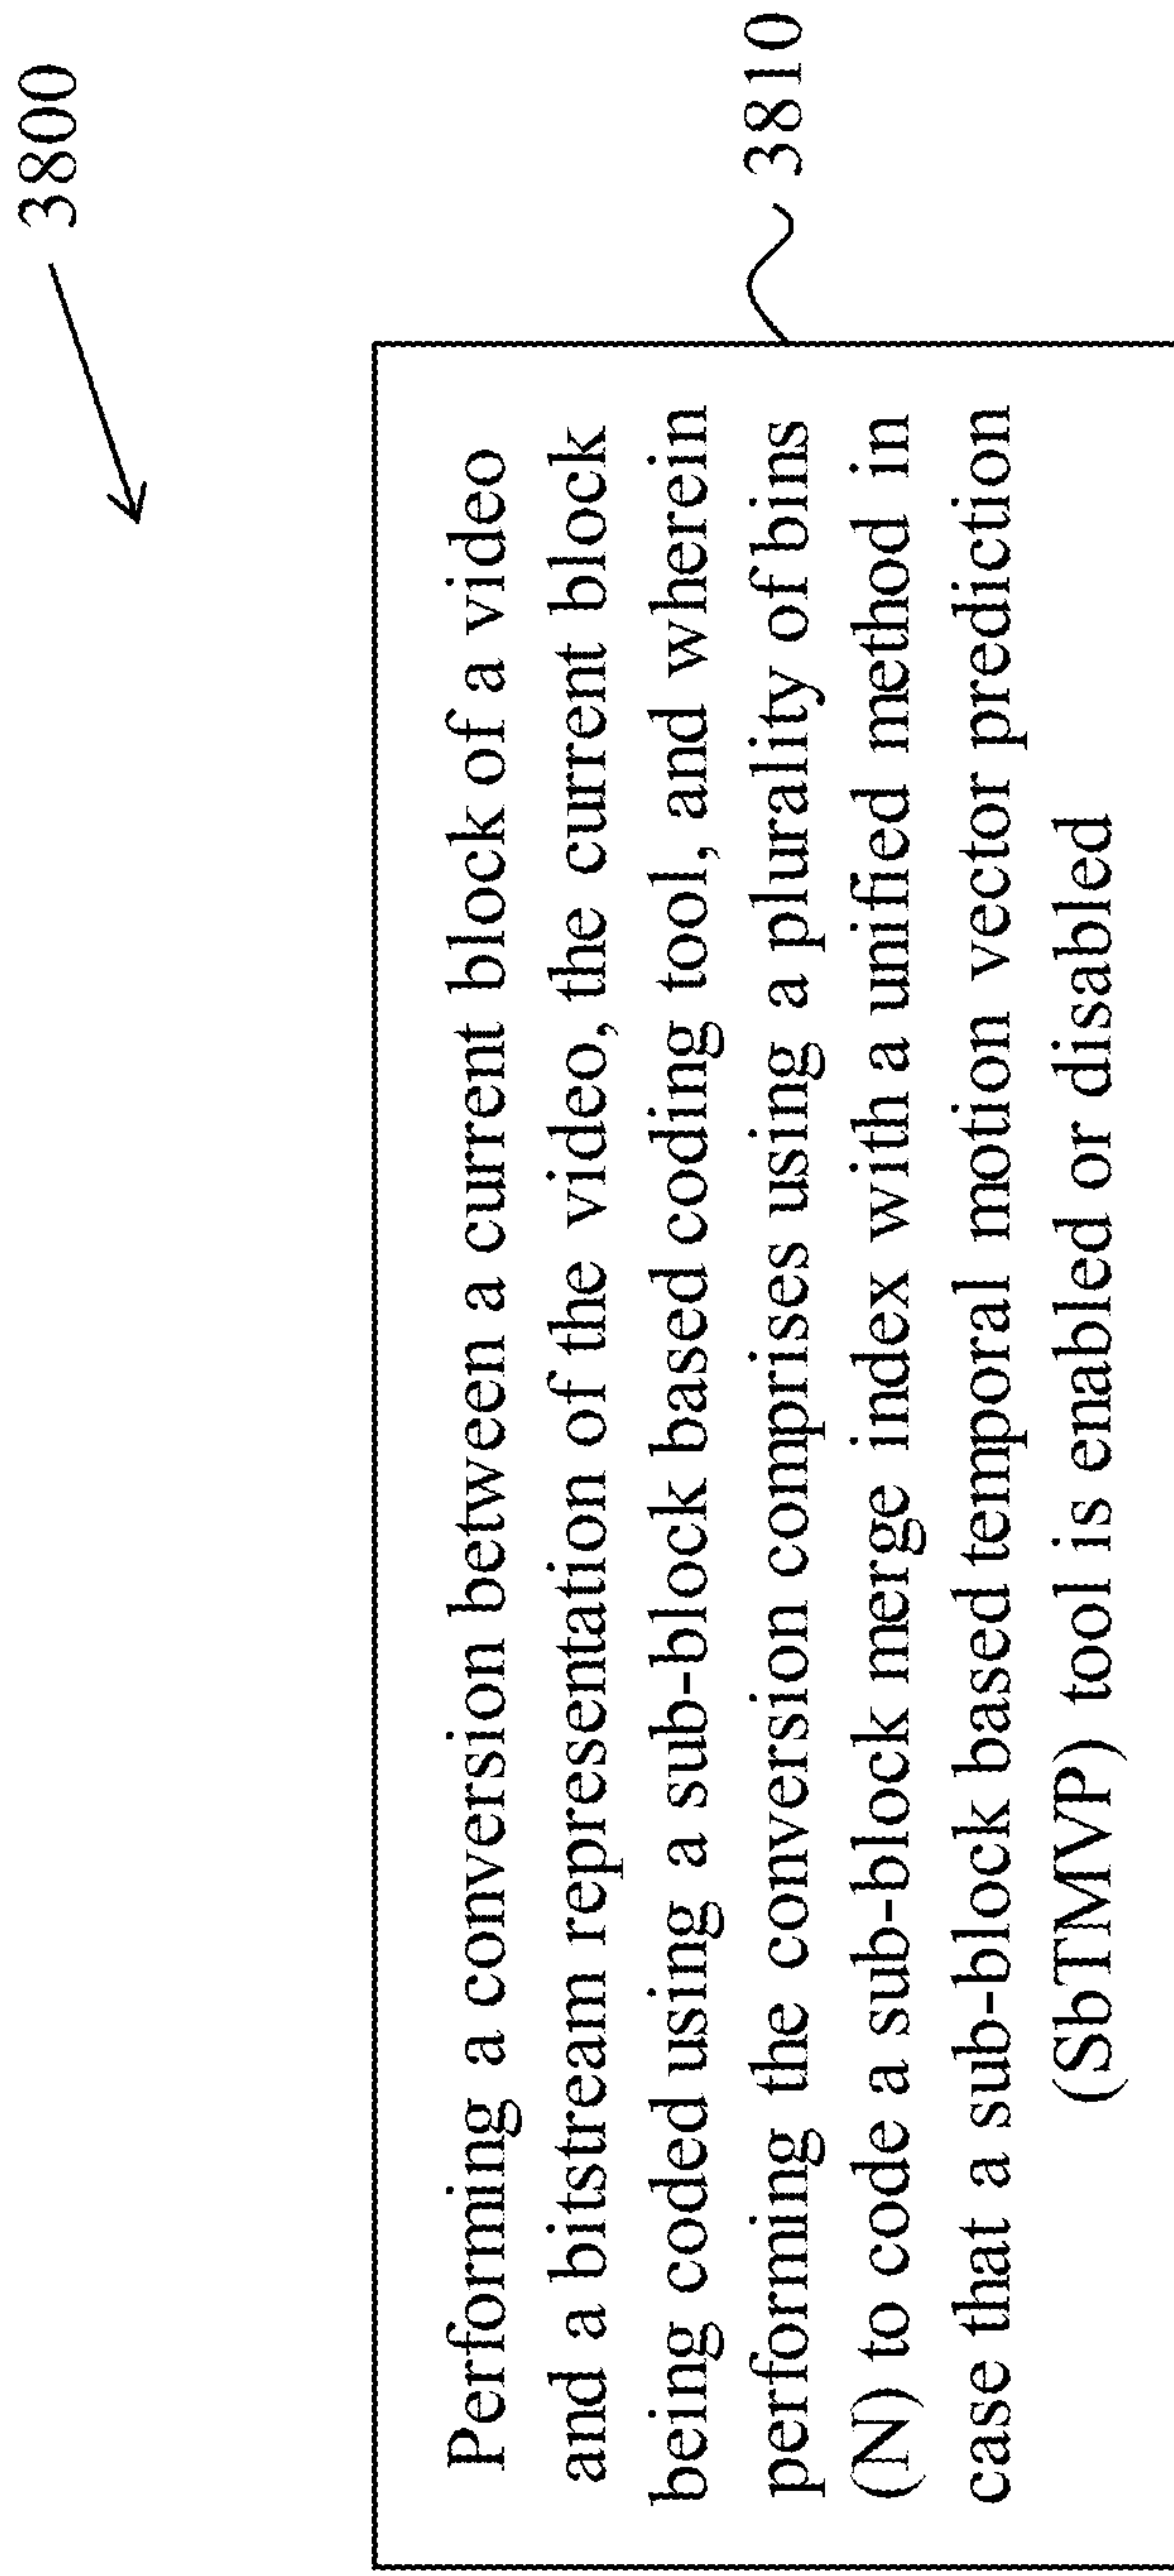 3800
Performing a conversion between a current block of a video
and a bitstream representation of the video, the current block
being coded using a sub-block based coding tool, and wherein
performing the conversion comprises using a plurality of bins
(N) to code a sub-block merge index with a unified method in
case that a sub-block based temporal motion vector prediction
(SbTMVP) tool is enabled or disabled
3810